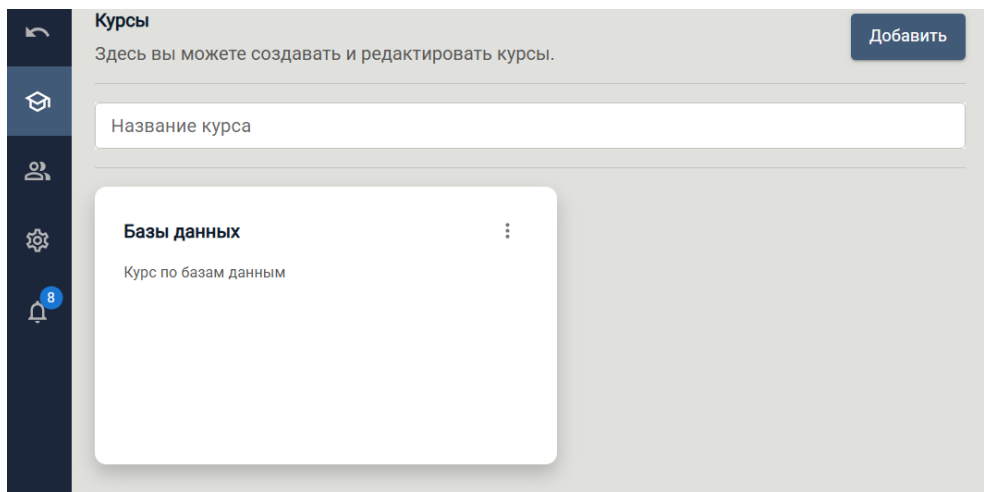 Курсы
Здесь вы можете создавать и редактировать курсы.
Добавить
Название курса
Базы данных
Курс по базам данным
8